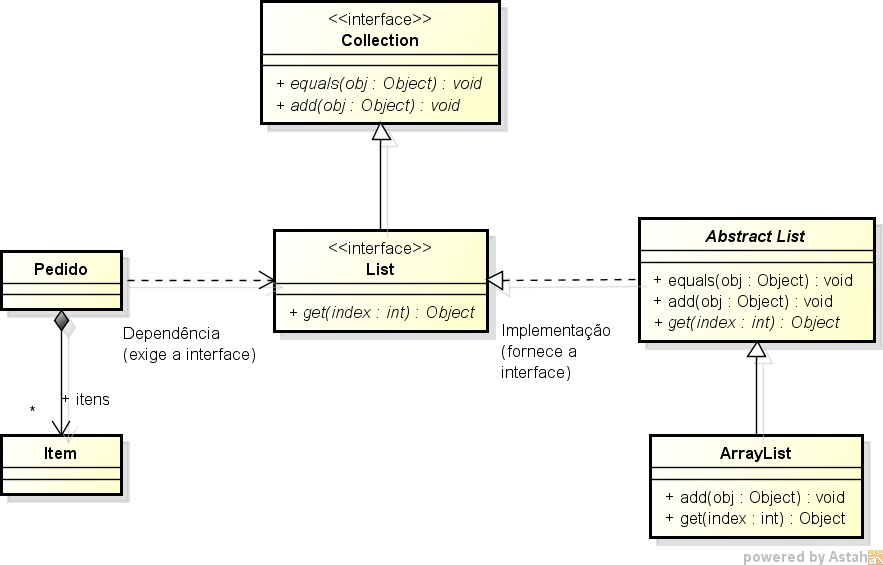 <<interface>>
Collection
+ equals(obj : Object) : void
+ add(obj : Object) : void
<<interface>>
List
+ get(index : int) : Object
Abstract List
+ equals(obj : Object) : void
+ add(obj : Object) : void
+ get(index : int) : Object
Pedido
Dependência
(exige a interface)
Implementação
(fornece a
interface)
+ itens
*
Item
ArrayList
+ add(obj : Object) : void
+ get(index : int) : Object
powered by Astah